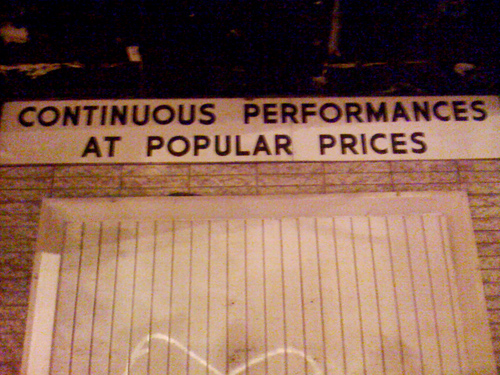 CONTINUOUS PERFORMANCES
AT POPULAR PRICES